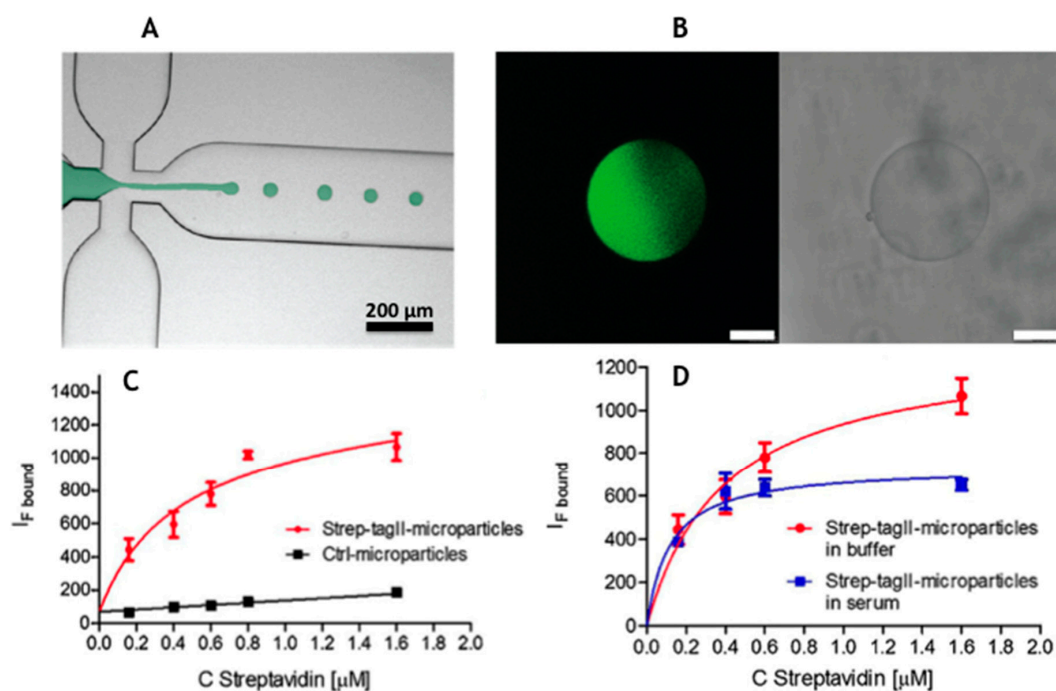 A
B
200 µm
C
1400
1200
1000
800
600
400
200
0
I F bound
Strep-tagII-microparticles
Ctrl-microparticles
0.0 0.2 0.4 0.6 0.8 1.0 1.2 1.4 1.6 1.8 2.0
C Streptavidin [µM]
D
1200
1000
800
600
400
200
0
I F bound
Strep-tagII-microparticles
in buffer
Strep-tagII-microparticles
in serum
0.0 0.2 0.4 0.6 0.8 1.0 1.2 1.4 1.6 1.8 2.0
C Streptavidin [µM]